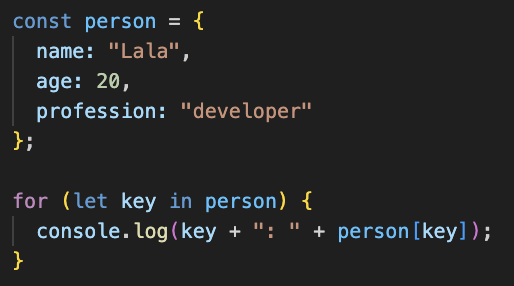 const person = {
  name: "Lala",
  age: 20,
  profession: "developer"
};

for (let key in person) {
  console.log(key + ": " + person[key]);
}